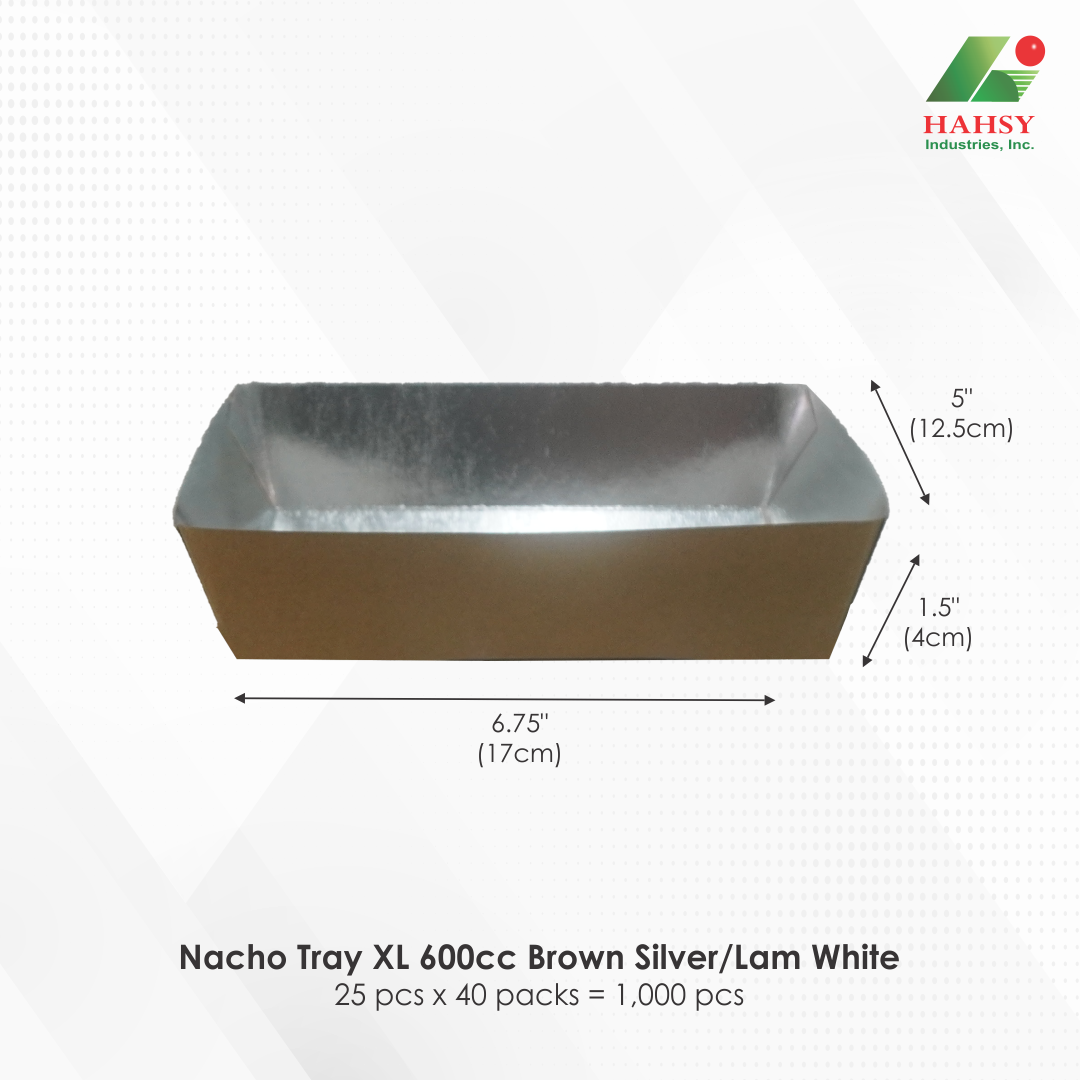 HAHSY
Industries, Inc.
5"
(12.5cm)
1.5"
(4cm)
6.75"
(17cm)
Nacho Tray XL 600cc Brown Silver/Lam White
25 pcs x 40 packs = 1,000 pcs